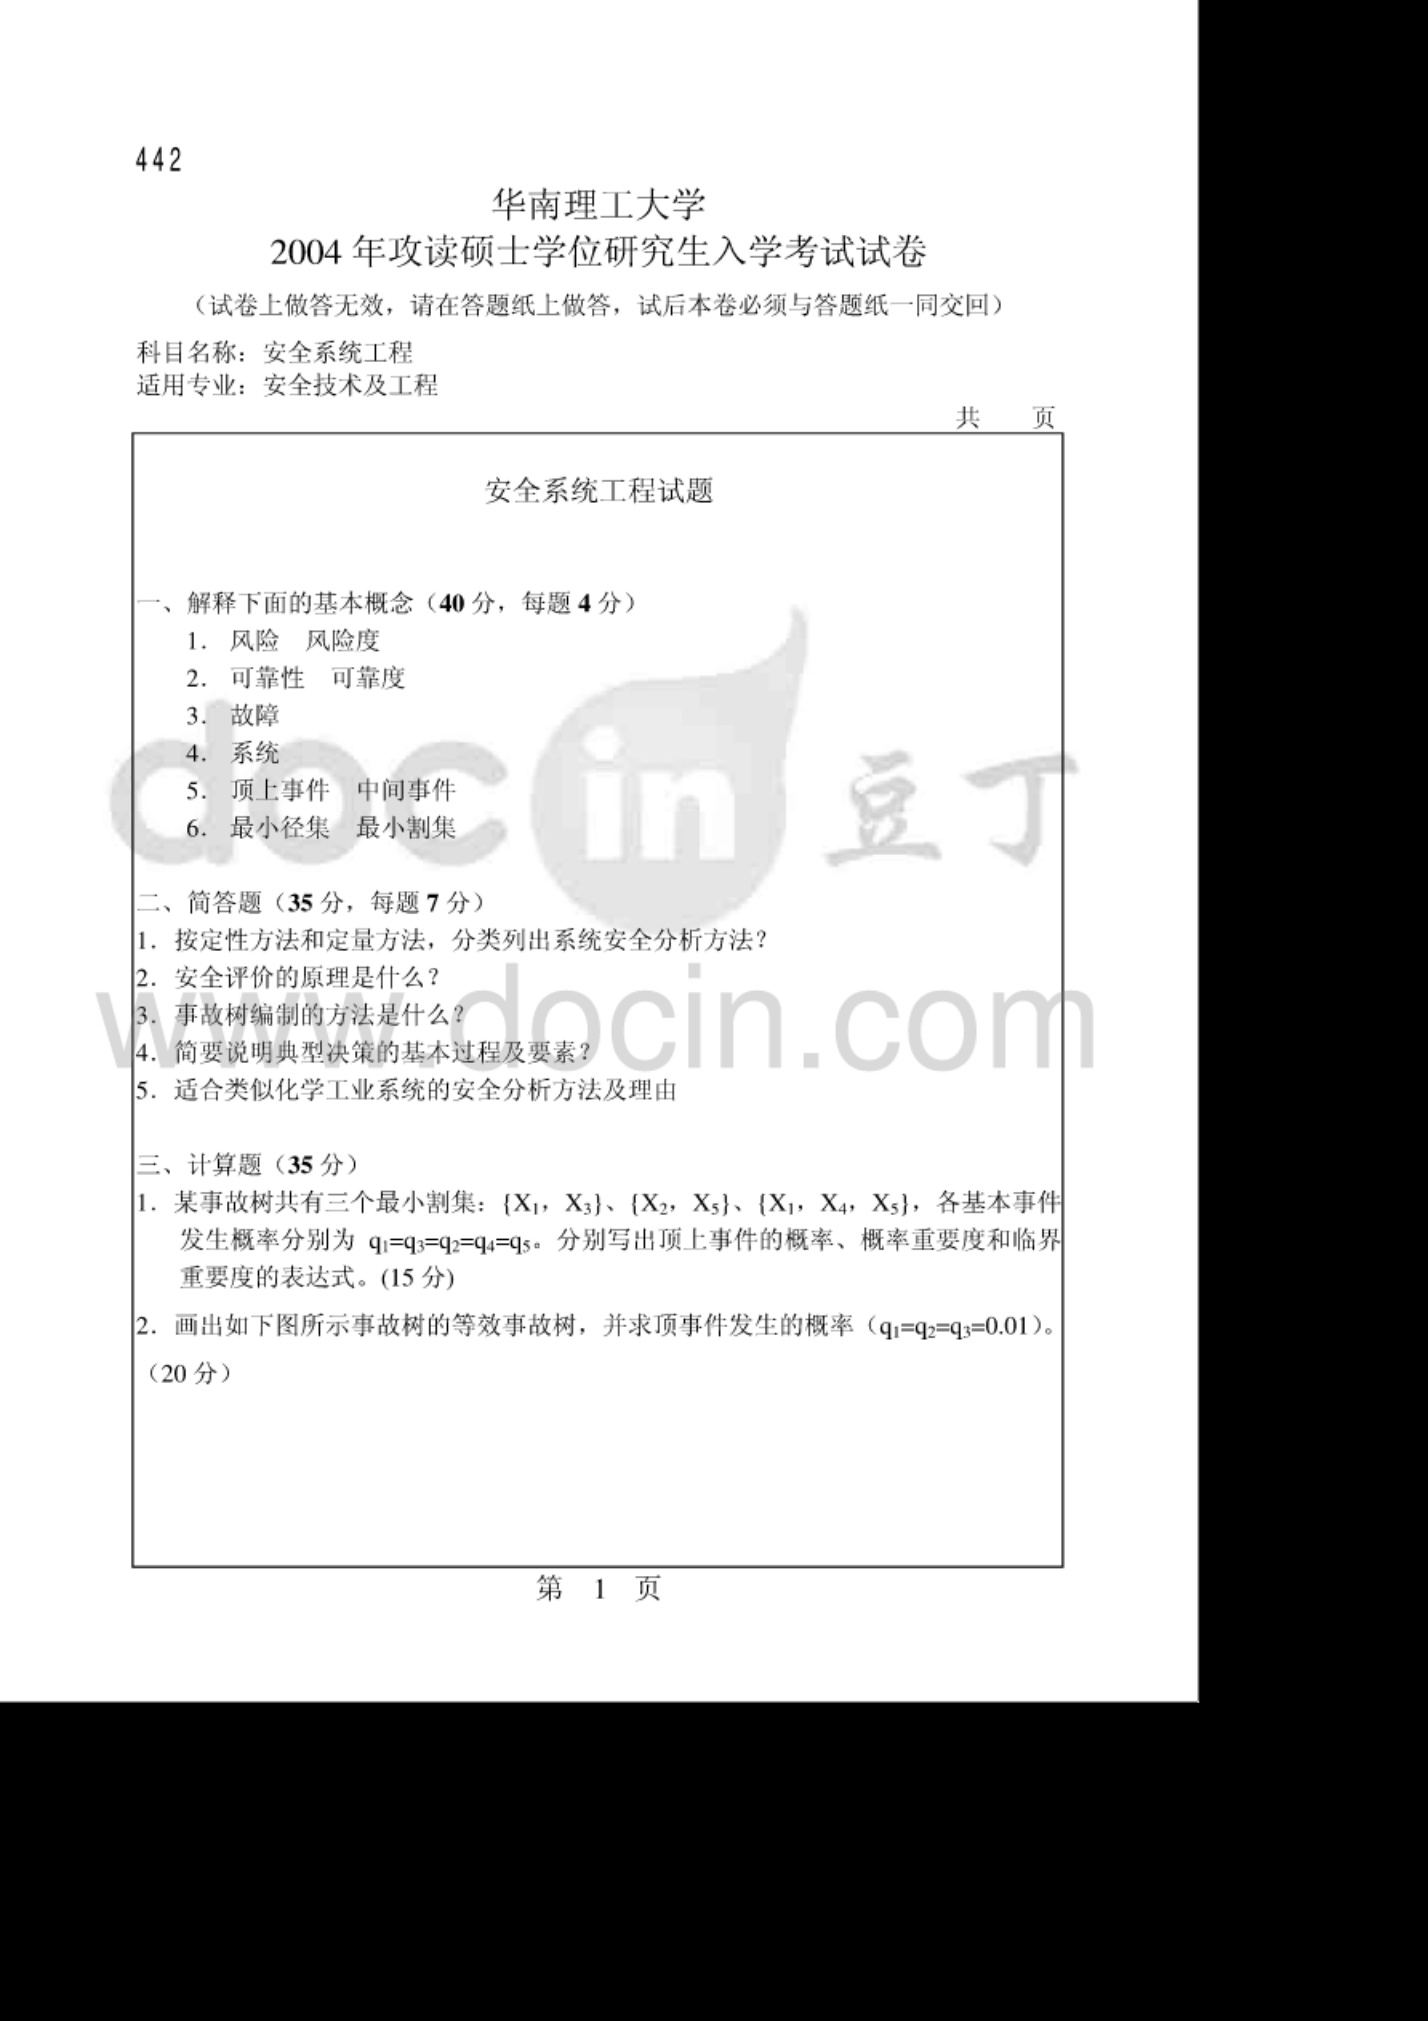 442
华南理工大学
2004 年攻读硕士学位研究生入学考试试卷
（试卷上做答无效，请在答题纸上做答，试后本卷必须与答题纸一同交回）
科目名称：安全系统工程
适用专业：安全技术及工程
共 页
安全系统工程试题
一、解释下面的基本概念（40 分，每题 4 分）
1． 风险 风险度
2． 可靠性 可靠度
3． 故障
4． 系统
5． 顶上事件 中间事件
6． 最小径集 最小割集
二、简答题（35 分，每题 7 分）
1．按定性方法和定量方法，分类列出系统安全分析方法？
2．安全评价的原理是什么？
3．事故树编制的方法是什么？
4．简要说明典型决策的基本过程及要素？
5．适合类似化学工业系统的安全分析方法及理由
三、计算题（35 分）
1．某事故树共有三个最小割集：{X₁，X₃}、{X₂，X₅}、{X₁，X₄，X₅}，各基本事件
发生概率分别为 q₁=q₃=q₂=q₄=q₅。分别写出顶上事件的概率、概率重要度和临界
重要度的表达式。(15 分)
2．画出如下图所示事故树的等效事故树，并求顶事件发生的概率（q₁=q₂=q₃=0.01）。
（20 分）
第 1 页
docin 豆丁
www.docin.com